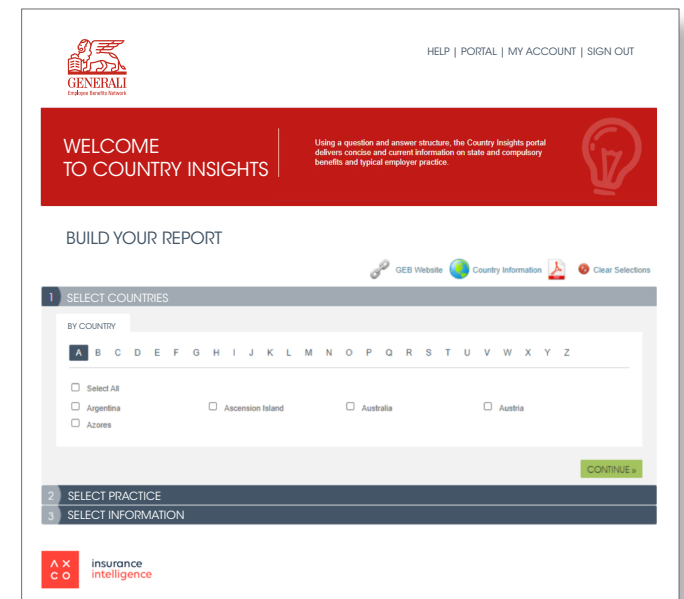 HELP | PORTAL | MY ACCOUNT | SIGN OUT
GENERALI
Employee Benefits Network
WELCOME
TO COUNTRY INSIGHTS
Using a question and answer structure, the Country Insights portal
delivers concise and current information on state and compulsory
benefits and typical employer practice.
BUILD YOUR REPORT
GEB Website Country Information Clear Selections
1 SELECT COUNTRIES
BY COUNTRY
A B C D E F G H I J K L M N O P Q R S T U V W X Y Z
Select All
Argentina Ascension Island Australia Austria
Azores
CONTINUE »
2 SELECT PRACTICE
3 SELECT INFORMATION
AX
CO
insurance
intelligence